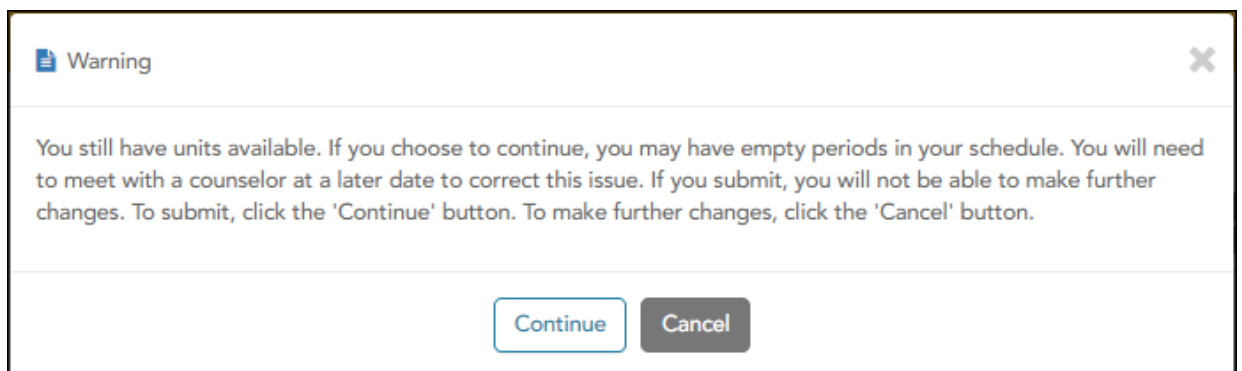 Warning
You still have units available. If you choose to continue, you may have empty periods in your schedule. You will need
to meet with a counselor at a later date to correct this issue. If you submit, you will not be able to make further
changes. To submit, click the 'Continue' button. To make further changes, click the 'Cancel' button.
Continue
Cancel